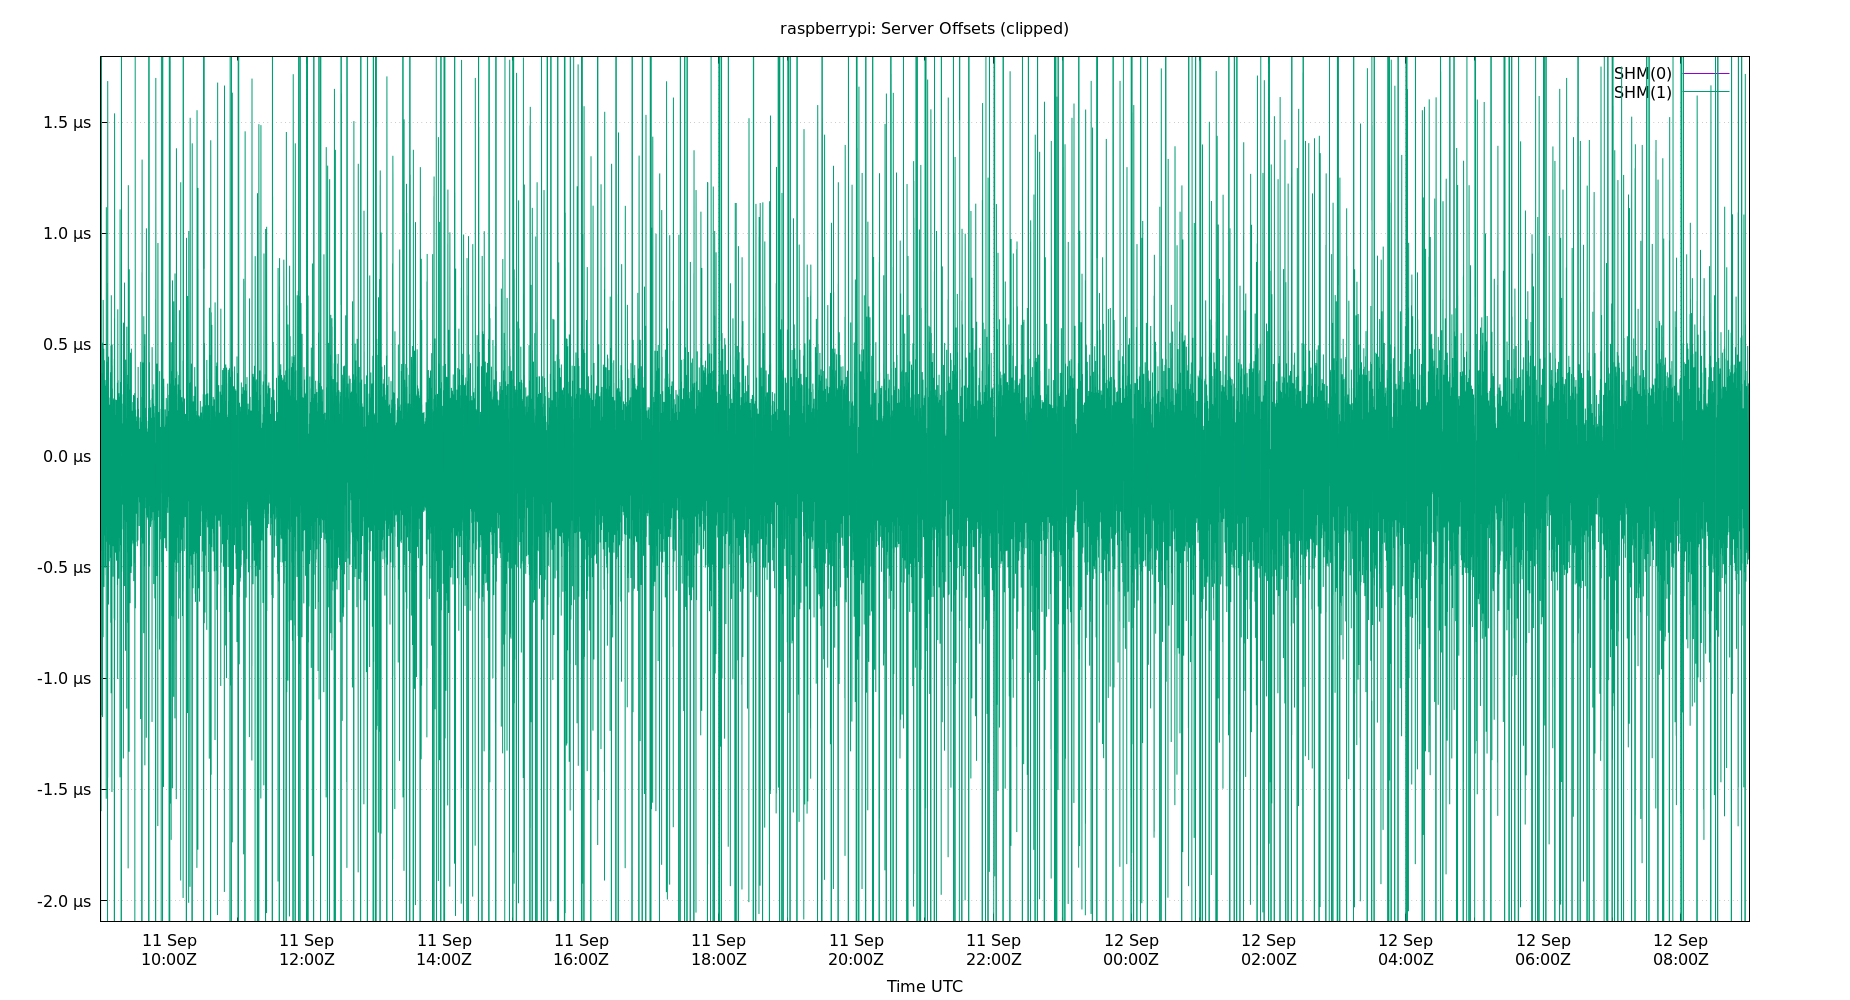 raspberrypi: Server Offsets (clipped)
SHM(0)
SHM(1)
1.5 µs
1.0 µs
0.5 µs
0.0 µs
-0.5 µs
-1.0 µs
-1.5 µs
-2.0 µs
11 Sep 11 Sep 11 Sep 11 Sep 11 Sep 11 Sep 11 Sep 12 Sep 12 Sep 12 Sep 12 Sep 12 Sep
10:00Z 12:00Z 14:00Z 16:00Z 18:00Z 20:00Z 22:00Z 00:00Z 02:00Z 04:00Z 06:00Z 08:00Z
Time UTC